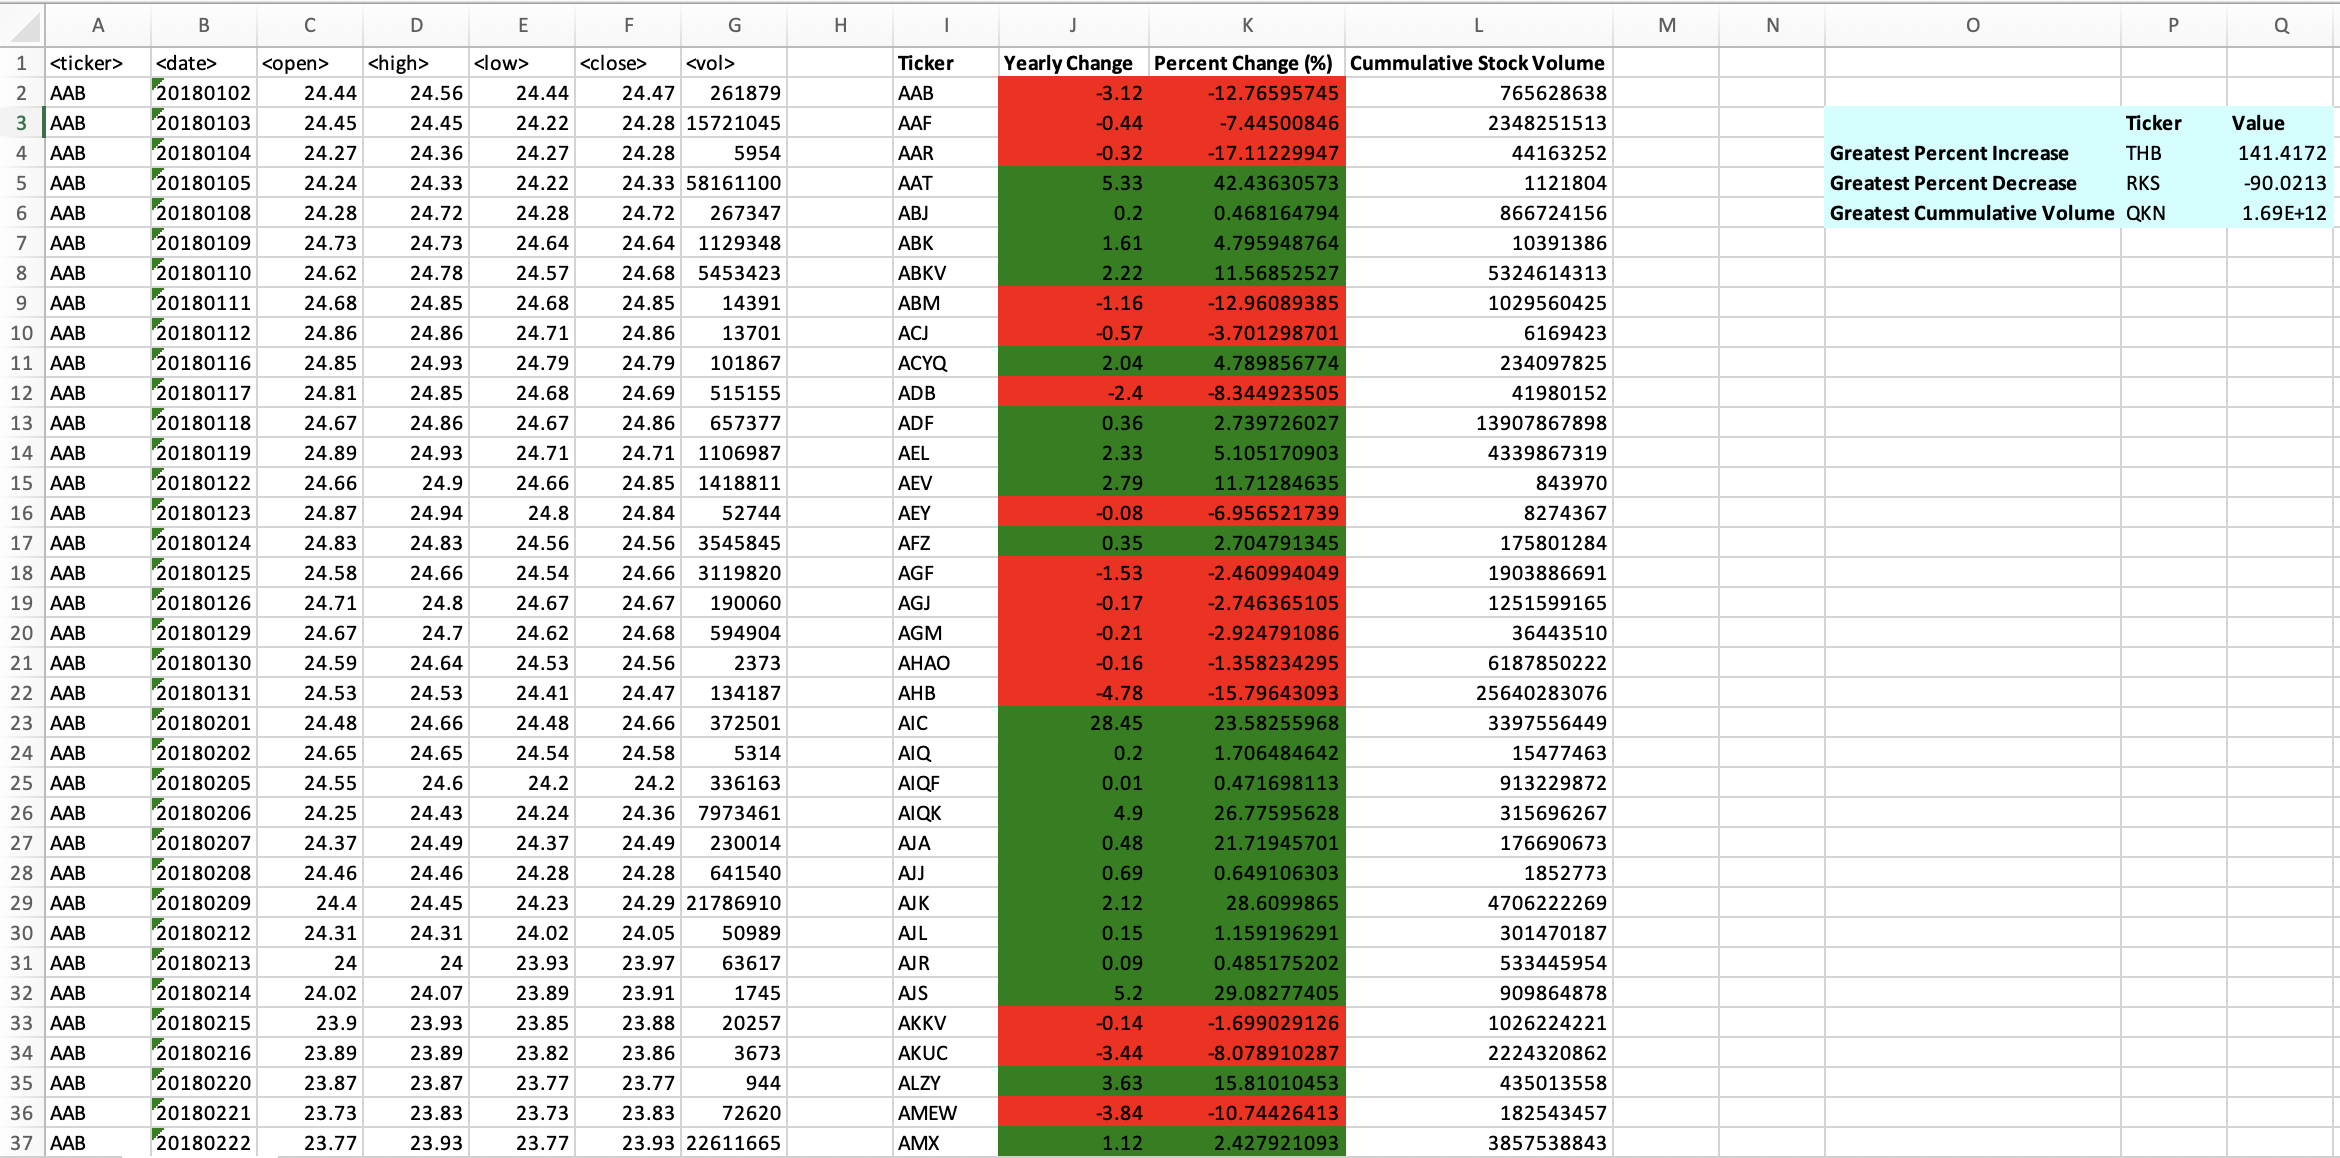 A B C D E F G H I J K L M N O P Q
1 <ticker> <date> <open> <high> <low> <close> <vol> Ticker Yearly Change Percent Change (%) Cummulative Stock Volume
2 AAB 20180102 24.44 24.56 24.44 24.47 261879 AAB -3.12 -12.76595745 765628638
3 AAB 20180103 24.45 24.45 24.22 24.28 15721045 AAF -0.44 -7.44500846 2348251513 Ticker Value
4 AAB 20180104 24.27 24.36 24.27 24.28 5954 AAR -0.32 -17.11229947 44163252 Greatest Percent Increase THB 141.4172
5 AAB 20180105 24.24 24.33 24.22 24.33 58161100 AAT 5.33 42.43630573 1121804 Greatest Percent Decrease RKS -90.0213
6 AAB 20180108 24.28 24.72 24.28 24.72 267347 ABJ 0.2 0.468164794 866724156 Greatest Cummulative Volume QKN 1.69E+12
7 AAB 20180109 24.73 24.73 24.64 24.64 1129348 ABK 1.61 4.795948764 10391386
8 AAB 20180110 24.62 24.78 24.57 24.68 5453423 ABKV 2.22 11.56852527 5324614313
9 AAB 20180111 24.68 24.85 24.68 24.85 14391 ABM -1.16 -12.96089385 1029560425
10 AAB 20180112 24.86 24.86 24.71 24.86 13701 ACJ -0.57 -3.701298701 6169423
11 AAB 20180116 24.85 24.93 24.79 24.79 101867 ACYQ 2.04 4.789856774 234097825
12 AAB 20180117 24.81 24.85 24.68 24.69 515155 ADB -2.4 -8.344923505 41980152
13 AAB 20180118 24.67 24.86 24.67 24.86 657377 ADF 0.36 2.739726027 13907867898
14 AAB 20180119 24.89 24.93 24.71 24.71 1106987 AEL 2.33 5.105170903 4339867319
15 AAB 20180122 24.66 24.9 24.66 24.85 1418811 AEV 2.79 11.71284635 843970
16 AAB 20180123 24.87 24.94 24.8 24.84 52744 AEY -0.08 -6.956521739 8274367
17 AAB 20180124 24.83 24.83 24.56 24.56 3545845 AFZ 0.35 2.704791345 175801284
18 AAB 20180125 24.58 24.66 24.54 24.66 3119820 AGF -1.53 -2.460994049 1903886691
19 AAB 20180126 24.71 24.8 24.67 24.67 190060 AGJ -0.17 -2.746365105 1251599165
20 AAB 20180129 24.67 24.7 24.62 24.68 594904 AGM -0.21 -2.924791086 36443510
21 AAB 20180130 24.59 24.64 24.53 24.56 2373 AHAO -0.16 -1.358234295 6187850222
22 AAB 20180131 24.53 24.53 24.41 24.47 134187 AHB -4.78 -15.79643093 25640283076
23 AAB 20180201 24.48 24.66 24.48 24.66 372501 AIC 28.45 23.58255968 3397556449
24 AAB 20180202 24.65 24.65 24.54 24.58 5314 AIQ 0.2 1.706484642 15477463
25 AAB 20180205 24.55 24.6 24.2 24.2 336163 AIQF 0.01 0.471698113 913229872
26 AAB 20180206 24.25 24.43 24.24 24.36 7973461 AIQK 4.9 26.77595628 315696267
27 AAB 20180207 24.37 24.49 24.37 24.49 230014 AJA 0.48 21.71945701 176690673
28 AAB 20180208 24.46 24.46 24.28 24.28 641540 AJJ 0.69 0.649106303 1852773
29 AAB 20180209 24.4 24.45 24.23 24.29 21786910 AJK 2.12 28.6099865 4706222269
30 AAB 20180212 24.31 24.31 24.02 24.05 50989 AJL 0.15 1.159196291 301470187
31 AAB 20180213 24 24 23.93 23.97 63617 AJR 0.09 0.485175202 533445954
32 AAB 20180214 24.02 24.07 23.89 23.91 1745 AJS 5.2 29.08277405 909864878
33 AAB 20180215 23.9 23.93 23.85 23.88 20257 AKKV -0.14 -1.699029126 1026224221
34 AAB 20180216 23.89 23.89 23.82 23.86 3673 AKUC -3.44 -8.078910287 2224320862
35 AAB 20180220 23.87 23.87 23.77 23.77 944 ALZY 3.63 15.81010453 435013558
36 AAB 20180221 23.73 23.83 23.73 23.83 72620 AMEW -3.84 -10.74426413 182543457
37 AAB 20180222 23.77 23.93 23.77 23.93 22611665 AMX 1.12 2.427921093 3857538843